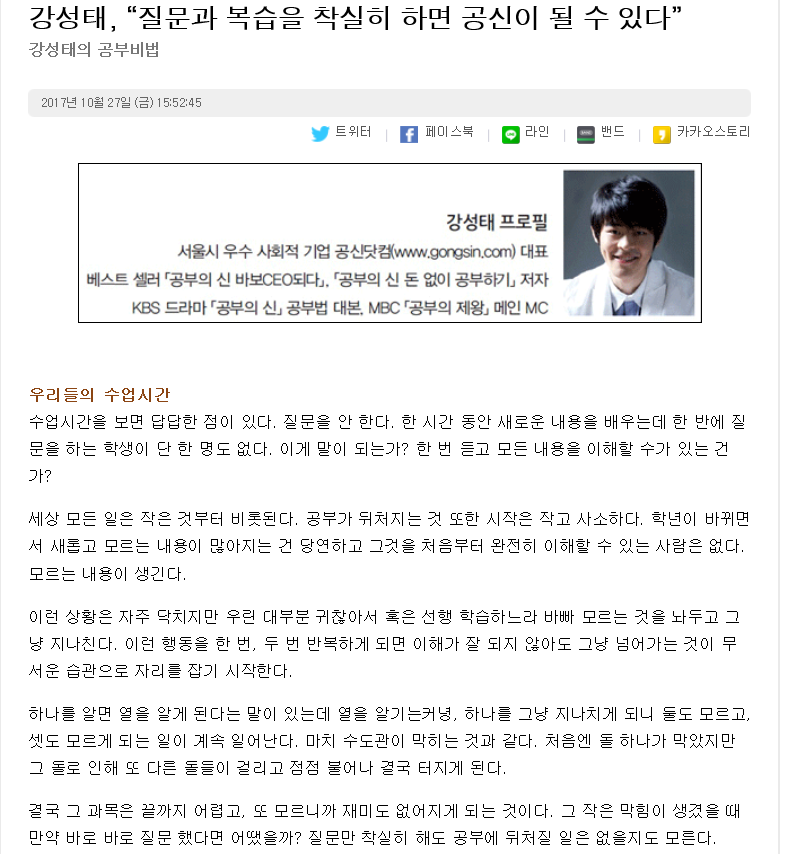 강성태, “질문과 복습을 착실히 하면 공신이 될 수 있다”
강성태의 공부비법
2017년 10월 27일 (금) 15:52:45
트위터 | 페이스북 | 라인 | 밴드 | 카카오스토리
강성태 프로필
서울시 우수 사회적 기업 공신닷컴(www.gongsin.com) 대표
베스트 셀러 「공부의 신 바보CEO되다」, 「공부의 신 돈 없이 공부하기」 저자
KBS 드라마 「공부의 신」 공부법 대본, MBC 「공부의 제왕」 메인 MC
우리들의 수업시간
수업시간을 보면 답답한 점이 있다. 질문을 안 한다. 한 시간 동안 새로운 내용을 배우는데 한 반에 질
문을 하는 학생이 단 한 명도 없다. 이게 말이 되는가? 한 번 듣고 모든 내용을 이해할 수가 있는 건
가?
세상 모든 일은 작은 것부터 비롯된다. 공부가 뒤처지는 것 또한 시작은 작고 사소하다. 학년이 바뀌면
서 새롭고 모르는 내용이 많아지는 건 당연하고 그것을 처음부터 완전히 이해할 수 있는 사람은 없다.
모르는 내용이 생긴다.
이런 상황은 자주 닥치지만 우린 대부분 귀찮아서 혹은 선행 학습하느라 바빠 모르는 것을 놔두고 그
냥 지나친다. 이런 행동을 한 번, 두 번 반복하게 되면 이해가 잘 되지 않아도 그냥 넘어가는 것이 무
서운 습관으로 자리를 잡기 시작한다.
하나를 알면 열을 알게 된다는 말이 있는데 열을 알기는커녕, 하나를 그냥 지나치게 되니 둘도 모르고,
셋도 모르게 되는 일이 계속 일어난다. 마치 수도관이 막히는 것과 같다. 처음엔 돌 하나가 막았지만
그 돌로 인해 또 다른 돌들이 걸리고 점점 불어나 결국 터지게 된다.
결국 그 과목은 끝까지 어렵고, 또 모르니까 재미도 없어지게 되는 것이다. 그 작은 막힘이 생겼을 때
만약 바로 바로 질문 했다면 어땠을까? 질문만 착실히 해도 공부에 뒤처질 일은 없을지도 모른다.